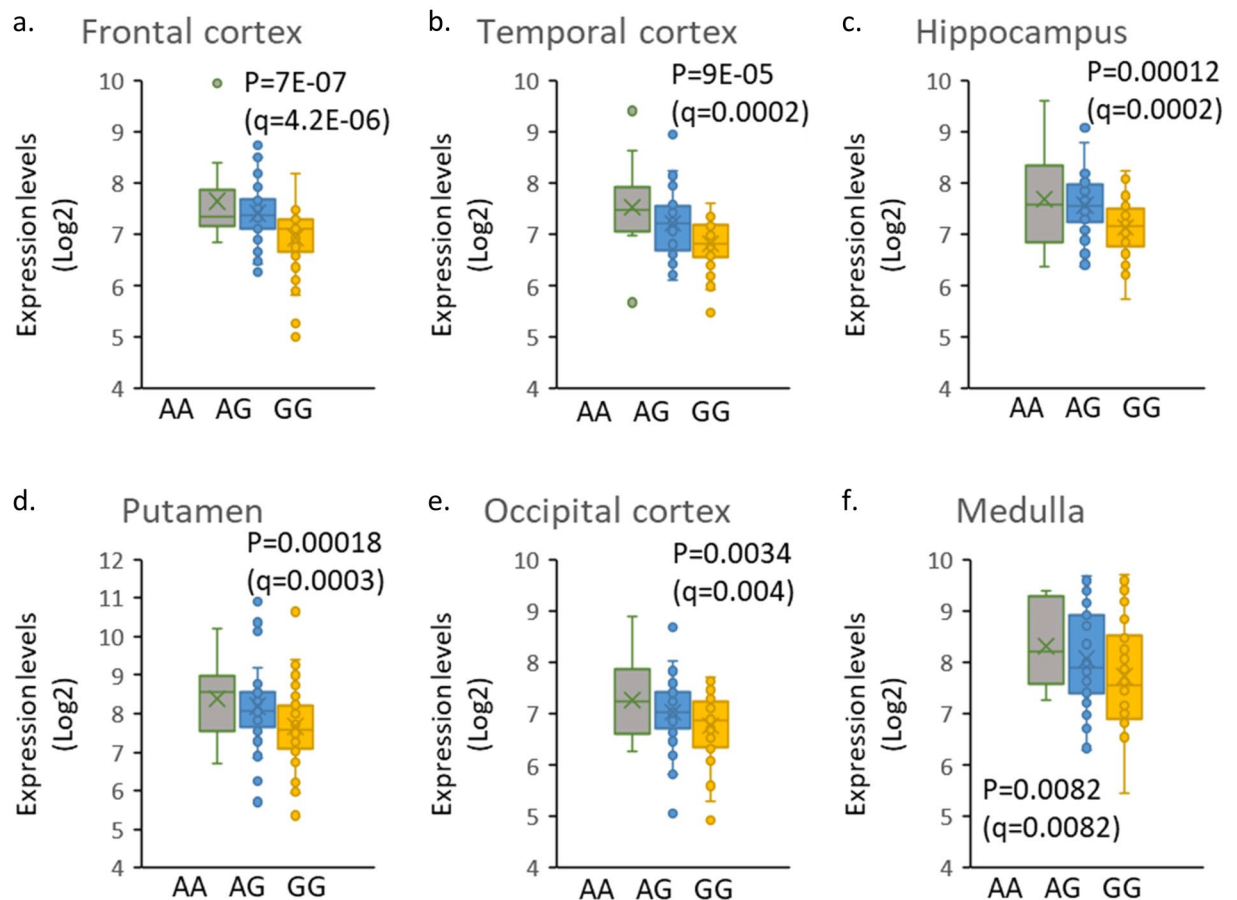 a. Frontal cortex
P=7E-07
(q=4.2E-06)
Expression levels
(Log2)
10
9
8
7
6
5
4
AA AG GG
b. Temporal cortex
P=9E-05
(q=0.0002)
Expression levels
(Log2)
10
9
8
7
6
5
4
AA AG GG
c. Hippocampus
P=0.00012
(q=0.0002)
Expression levels
(Log2)
10
9
8
7
6
5
4
AA AG GG
d. Putamen
P=0.00018
(q=0.0003)
Expression levels
(Log2)
12
11
10
9
8
7
6
5
4
AA AG GG
e. Occipital cortex
P=0.0034
(q=0.004)
Expression levels
(Log2)
10
9
8
7
6
5
4
AA AG GG
f. Medulla
Expression levels
(Log2)
10
9
8
7
6
5
4
P=0.0082
(q=0.0082)
AA AG GG